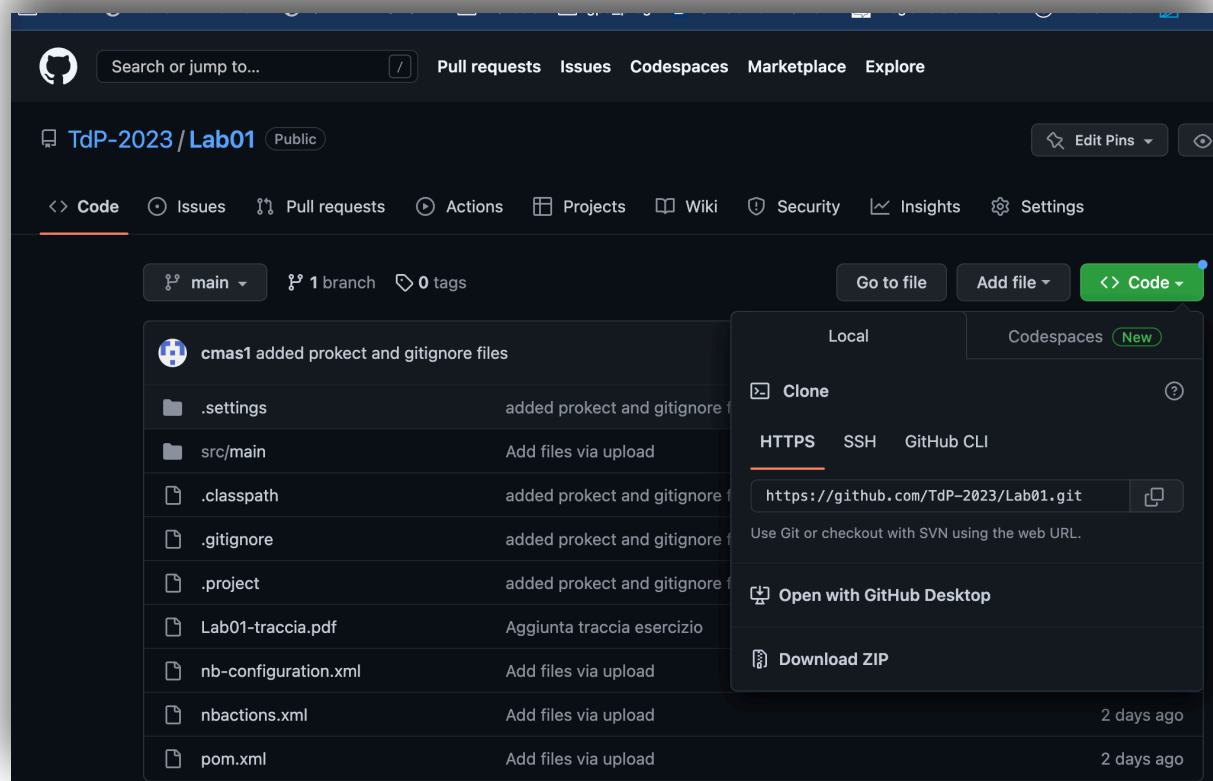 Search or jump to... /
Pull requests Issues Codespaces Marketplace Explore
TdP-2023/Lab01 Public
Edit Pins
Code Issues Pull requests Actions Projects Wiki Security Insights Settings
main 1 branch 0 tags
Go to file Add file <> Code
cmas1 added prokect and gitignore files
.settings added prokect and gitignore
src/main Add files via upload
.classpath added prokect and gitignore
.gitignore added prokect and gitignore
.project added prokect and gitignore
Lab01-traccia.pdf Aggiunta traccia esercizio
nb-configuration.xml Add files via upload
nbactions.xml Add files via upload 2 days ago
pom.xml Add files via upload 2 days ago
Local Codespaces New
Clone
HTTPS SSH GitHub CLI
https://github.com/TdP-2023/Lab01.git
Use Git or checkout with SVN using the web URL.
Open with GitHub Desktop
Download ZIP